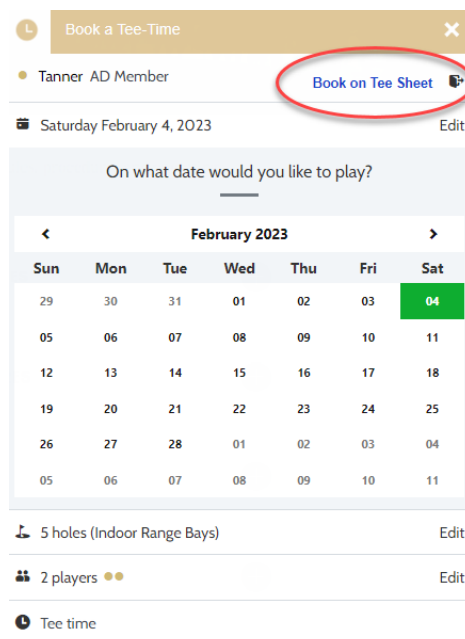 Book a Tee-Time
Tanner AD Member
Book on Tee Sheet
Saturday February 4, 2023 Edit
On what date would you like to play?
February 2023
Sun Mon Tue Wed Thu Fri Sat
29 30 31 01 02 03 04
05 06 07 08 09 10 11
12 13 14 15 16 17 18
19 20 21 22 23 24 25
26 27 28 01 02 03 04
05 06 07 08 09 10 11
5 holes (Indoor Range Bays) Edit
2 players Edit
Tee time